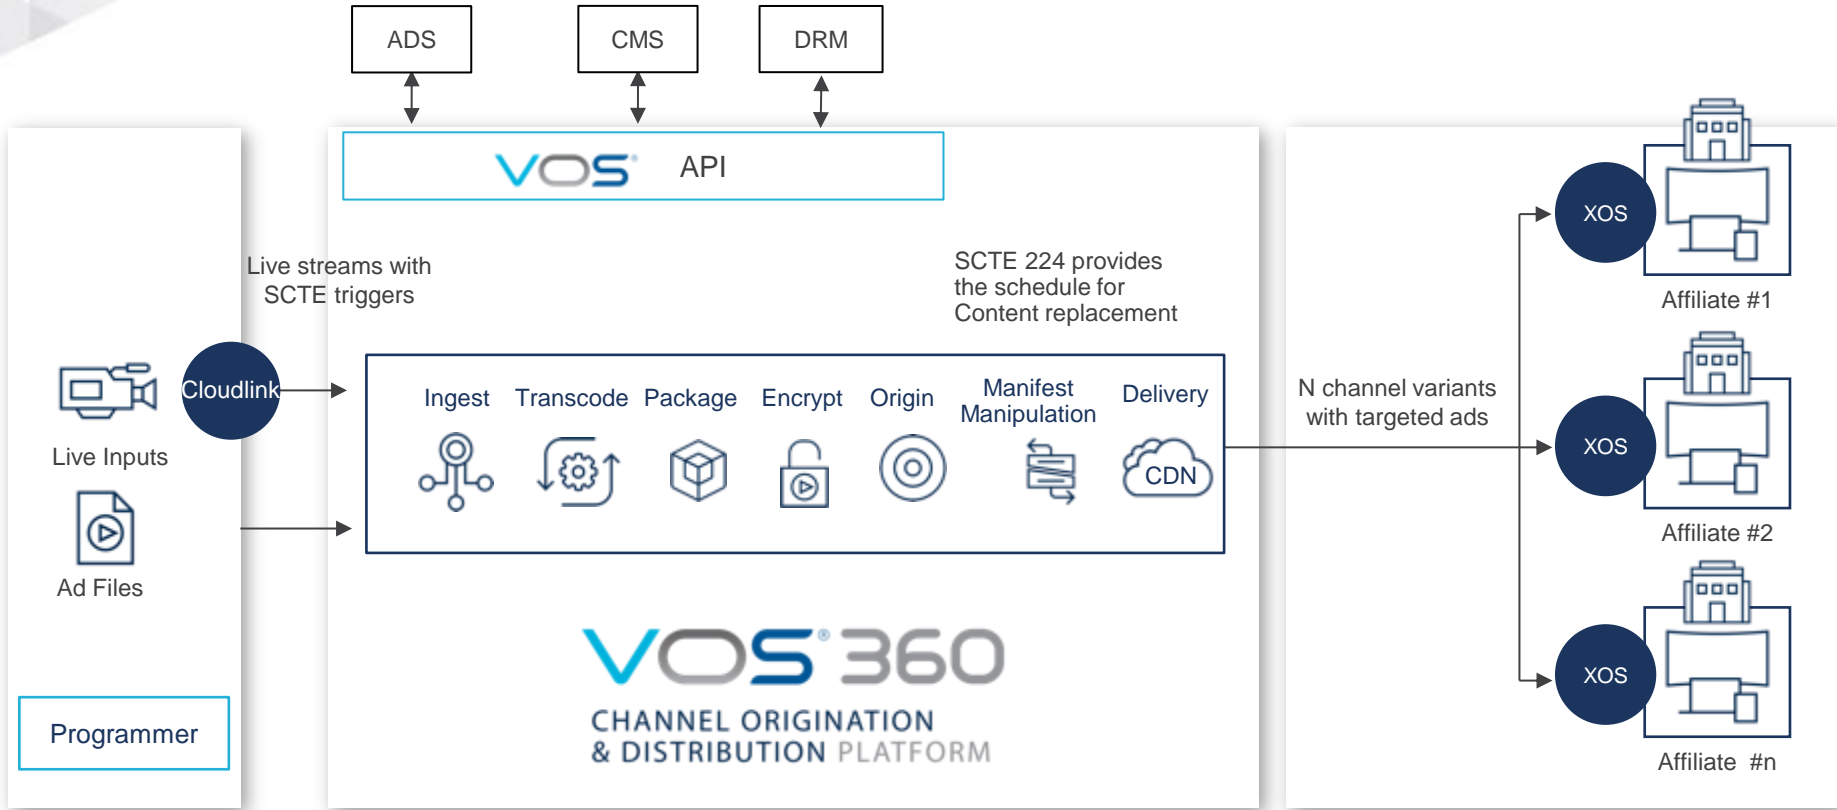 ADS
CMS
DRM
VOS® API
Live streams with
SCTE triggers
SCTE 224 provides
the schedule for
Content replacement
Cloudlink
Live Inputs
Ad Files
Programmer
Ingest
Transcode
Package
Encrypt
Origin
Manifest
Manipulation
Delivery
CDN
VOS®360
CHANNEL ORIGINATION
& DISTRIBUTION PLATFORM
N channel variants
with targeted ads
XOS
Affiliate #1
XOS
Affiliate #2
XOS
Affiliate #n